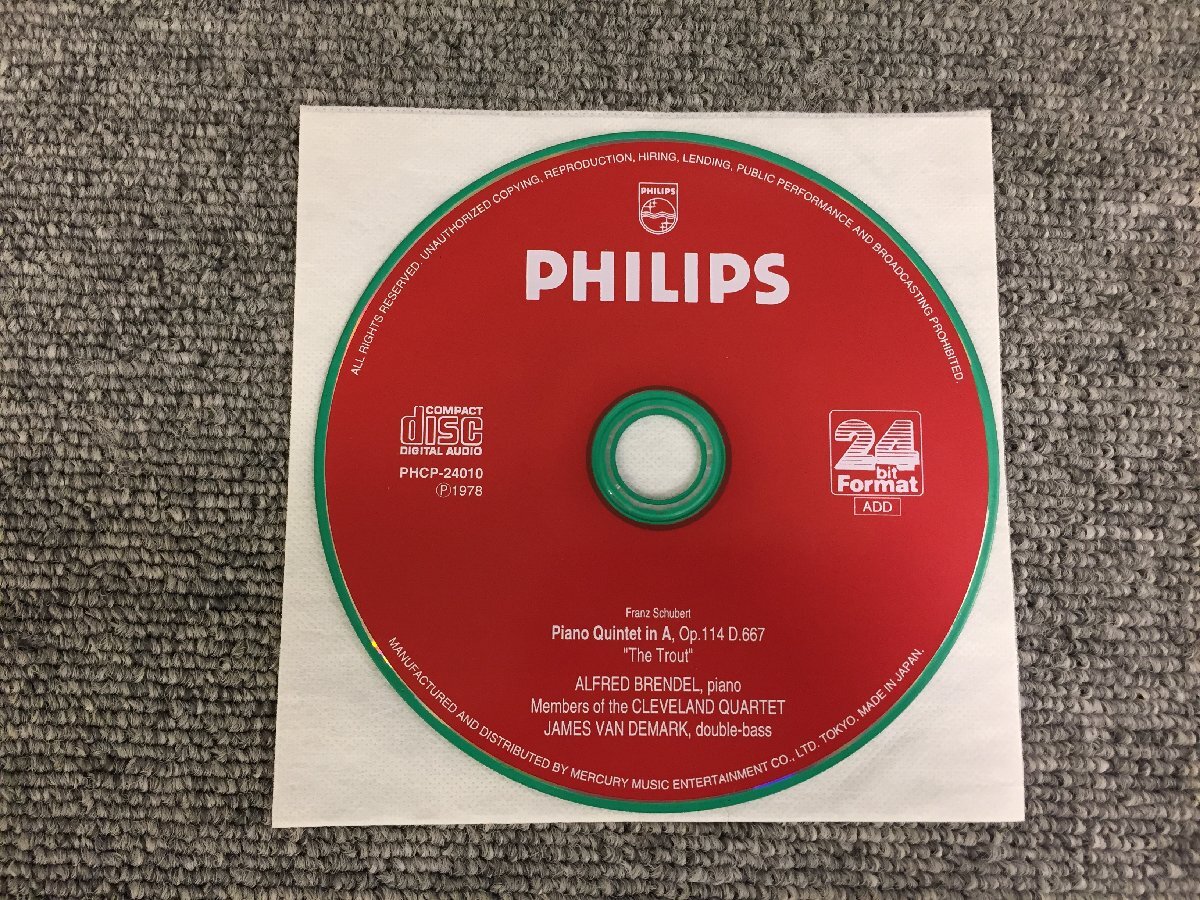 ALL RIGHTS RESERVED. UNAUTHORIZED COPYING, REPRODUCTION, HIRING, LENDING, PUBLIC PERFORMANCE AND BROADCASTING PROHIBITED.
PHILIPS
PHILIPS
COMPACT
disc
DIGITAL AUDIO
PHCP-24010
Ⓟ1978
24
bit
Format
ADD
Franz Schubert
Piano Quintet in A, Op.114 D.667
"The Trout"
ALFRED BRENDEL, piano
Members of the CLEVELAND QUARTET
JAMES VAN DEMARK, double-bass
MANUFACTURED AND DISTRIBUTED BY MERCURY MUSIC ENTERTAINMENT CO., LTD. TOKYO. MADE IN JAPAN.